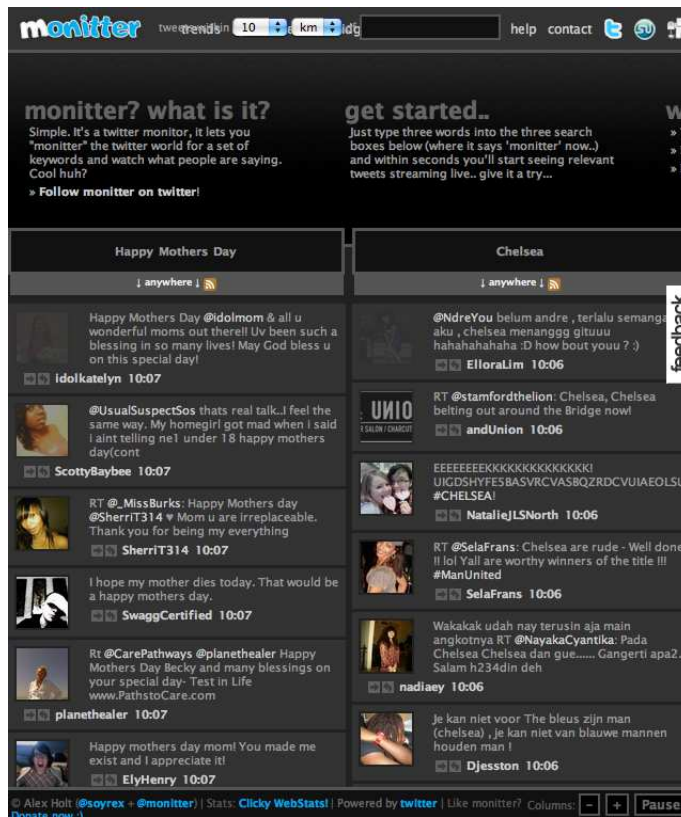 monitter
trends
10
km
help contact
monitter? what is it?
Simple. It's a twitter monitor, it lets you
"monitter" the twitter world for a set of
keywords and watch what people are saying.
Cool huh?
» Follow monitter on twitter!
get started..
Just type three words into the three search
boxes below (where it says 'monitter' now..)
and within seconds you'll start seeing relevant
tweets streaming live.. give it a try...
w
»
»
»
Happy Mothers Day
↓ anywhere ↓
Happy Mothers Day @idolmom & all u
wonderful moms out there!! Uv been such a
blessing in so many lives! May God bless u
on this special day!
idolkatelyn 10:07
@UsualSuspectSos thats real talk..I feel the
same way. My homegirl got mad when i said
i aint telling ne1 under 18 happy mothers
day(cont
ScottyBaybee 10:07
RT @_MissBurks: Happy Mothers day
@SherriT314 ♥ Mom u are irreplaceable.
Thank you for being my everything
SherriT314 10:07
I hope my mother dies today. That would be
a happy mothers day.
SwaggCertified 10:07
Rt @CarePathways @planethealer Happy
Mothers Day Becky and many blessings on
your special day- Test in Life
www.PathstoCare.com
planethealer 10:07
Happy mothers day mom! You made me
exist and I appreciate it!
ElyHenry 10:07
Chelsea
↓ anywhere ↓
@NdreYou belum andre , terlalu semanga
aku , chelsea menanggg gituuu
hahahahahaha :D how bout youu ? :)
ElloraLim 10:06
UNIO
RT @stamfordthelion: Chelsea, Chelsea
belting out around the Bridge now!
andUnion 10:06
EEEEEEEEKKKKKKKKKKKKK!
UIGDSHYFESBASVRCVASBQZRDCVUIAEOLSU
#CHELSEA!
NatalieJLSNorth 10:06
RT @SelaFrans: Chelsea are rude - Well done
!! lol Yall are worthy winners of the title !!!
#ManUnited
SelaFrans 10:06
Wakakak udah nay terusin aja main
angkotnya RT @NayakaCyantika: Pada
Chelsea Chelsea dan gue...... Gangerti apa2.
Salam h234din deh
nadiaey 10:06
Je kan niet voor The bleus zijn man
(chelsea) , je kan niet van blauwe mannen
houden man !
Djesston 10:06
feedback
© Alex Holt (@soyrex + @monitter) | Stats: Clicky WebStats! | Powered by twitter | Like monitter? Columns: - + Pause
Donate now :)